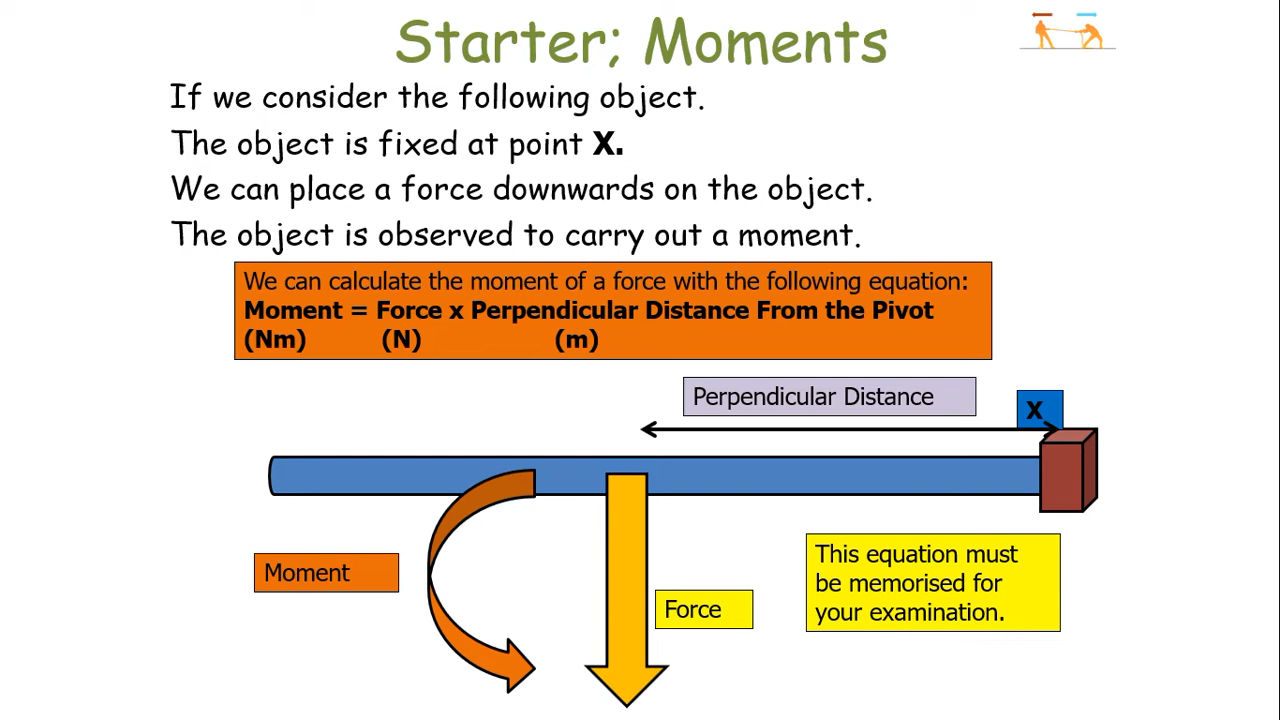 Starter; Moments
If we consider the following object.
The object is fixed at point X.
We can place a force downwards on the object.
The object is observed to carry out a moment.
We can calculate the moment of a force with the following equation:
Moment = Force x Perpendicular Distance From the Pivot
(Nm) (N) (m)
Perpendicular Distance
X
Moment
Force
This equation must
be memorised for
your examination.